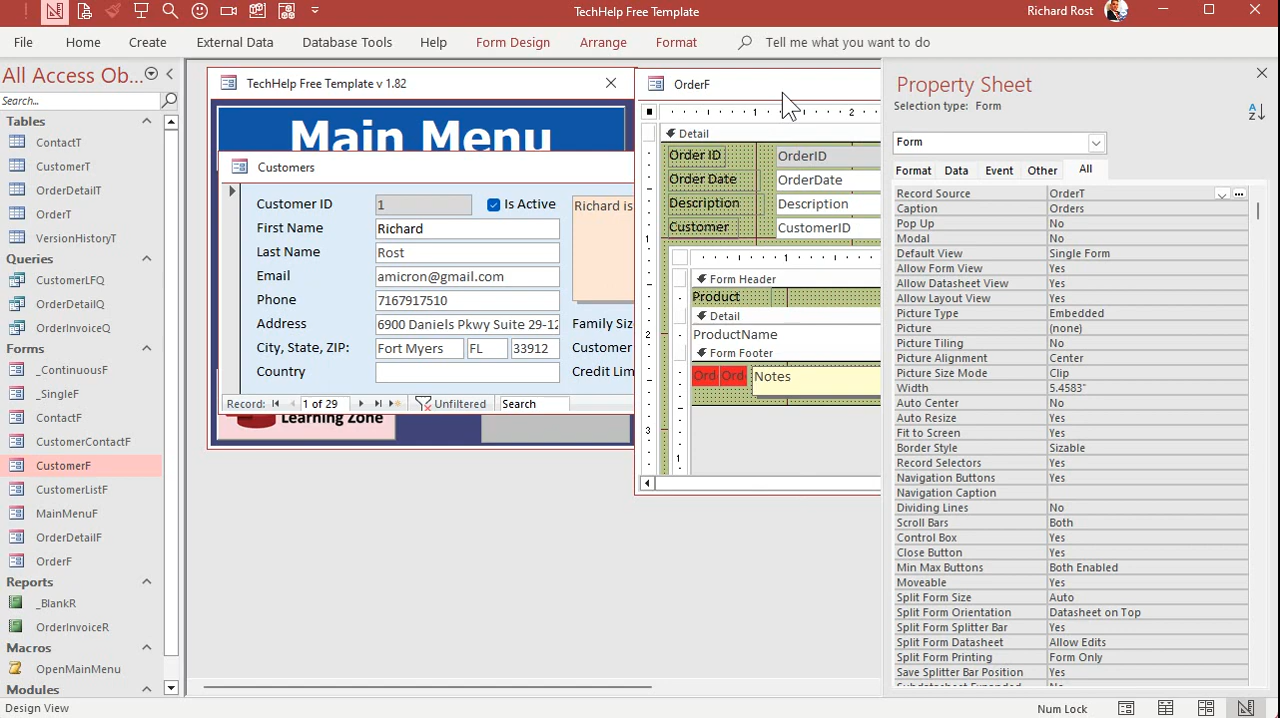 TechHelp Free Template
Richard Rost
File
Home
Create
External Data
Database Tools
Help
Form Design
Arrange
Format
Tell me what you want to do
All Access Ob...
Search...
Tables
ContactT
CustomerT
OrderDetailT
OrderT
VersionHistoryT
Queries
CustomerLFQ
OrderDetailQ
OrderInvoiceQ
Forms
_ContinuousF
_SingleF
ContactF
CustomerContactF
CustomerF
CustomerListF
MainMenuF
OrderDetailF
OrderF
Reports
_BlankR
OrderInvoiceR
Macros
OpenMainMenu
Modules
TechHelp Free Template v 1.82
Main Menu
Customers
Customer ID 1 Is Active
First Name Richard
Last Name Rost
Email amicron@gmail.com
Phone 7167917510
Address 6900 Daniels Pkwy Suite 29-12
City, State, ZIP: Fort Myers FL 33912
Country
Richard is
Family Siz
Customer
Credit Lim
Record: 1 of 29 Unfiltered Search
Learning Zone
OrderF
1 2
Detail
Order ID OrderID
Order Date OrderDate
Description Description
Customer CustomerID
1
1
2
3
Form Header
Product
Detail
ProductName
Form Footer
Ord Ord Notes
1
Property Sheet
Selection type: Form
Form
Format Data Event Other All
Record Source OrderT
Caption Orders
Pop Up No
Modal No
Default View Single Form
Allow Form View Yes
Allow Datasheet View Yes
Allow Layout View Yes
Picture Type Embedded
Picture (none)
Picture Tiling No
Picture Alignment Center
Picture Size Mode Clip
Width 5.4583"
Auto Center No
Auto Resize Yes
Fit to Screen Yes
Border Style Sizable
Record Selectors Yes
Navigation Buttons Yes
Navigation Caption
Dividing Lines No
Scroll Bars Both
Control Box Yes
Close Button Yes
Min Max Buttons Both Enabled
Moveable Yes
Split Form Size Auto
Split Form Orientation Datasheet on Top
Split Form Splitter Bar Yes
Split Form Datasheet Allow Edits
Split Form Printing Form Only
Save Splitter Bar Position Yes
Design View
Num Lock